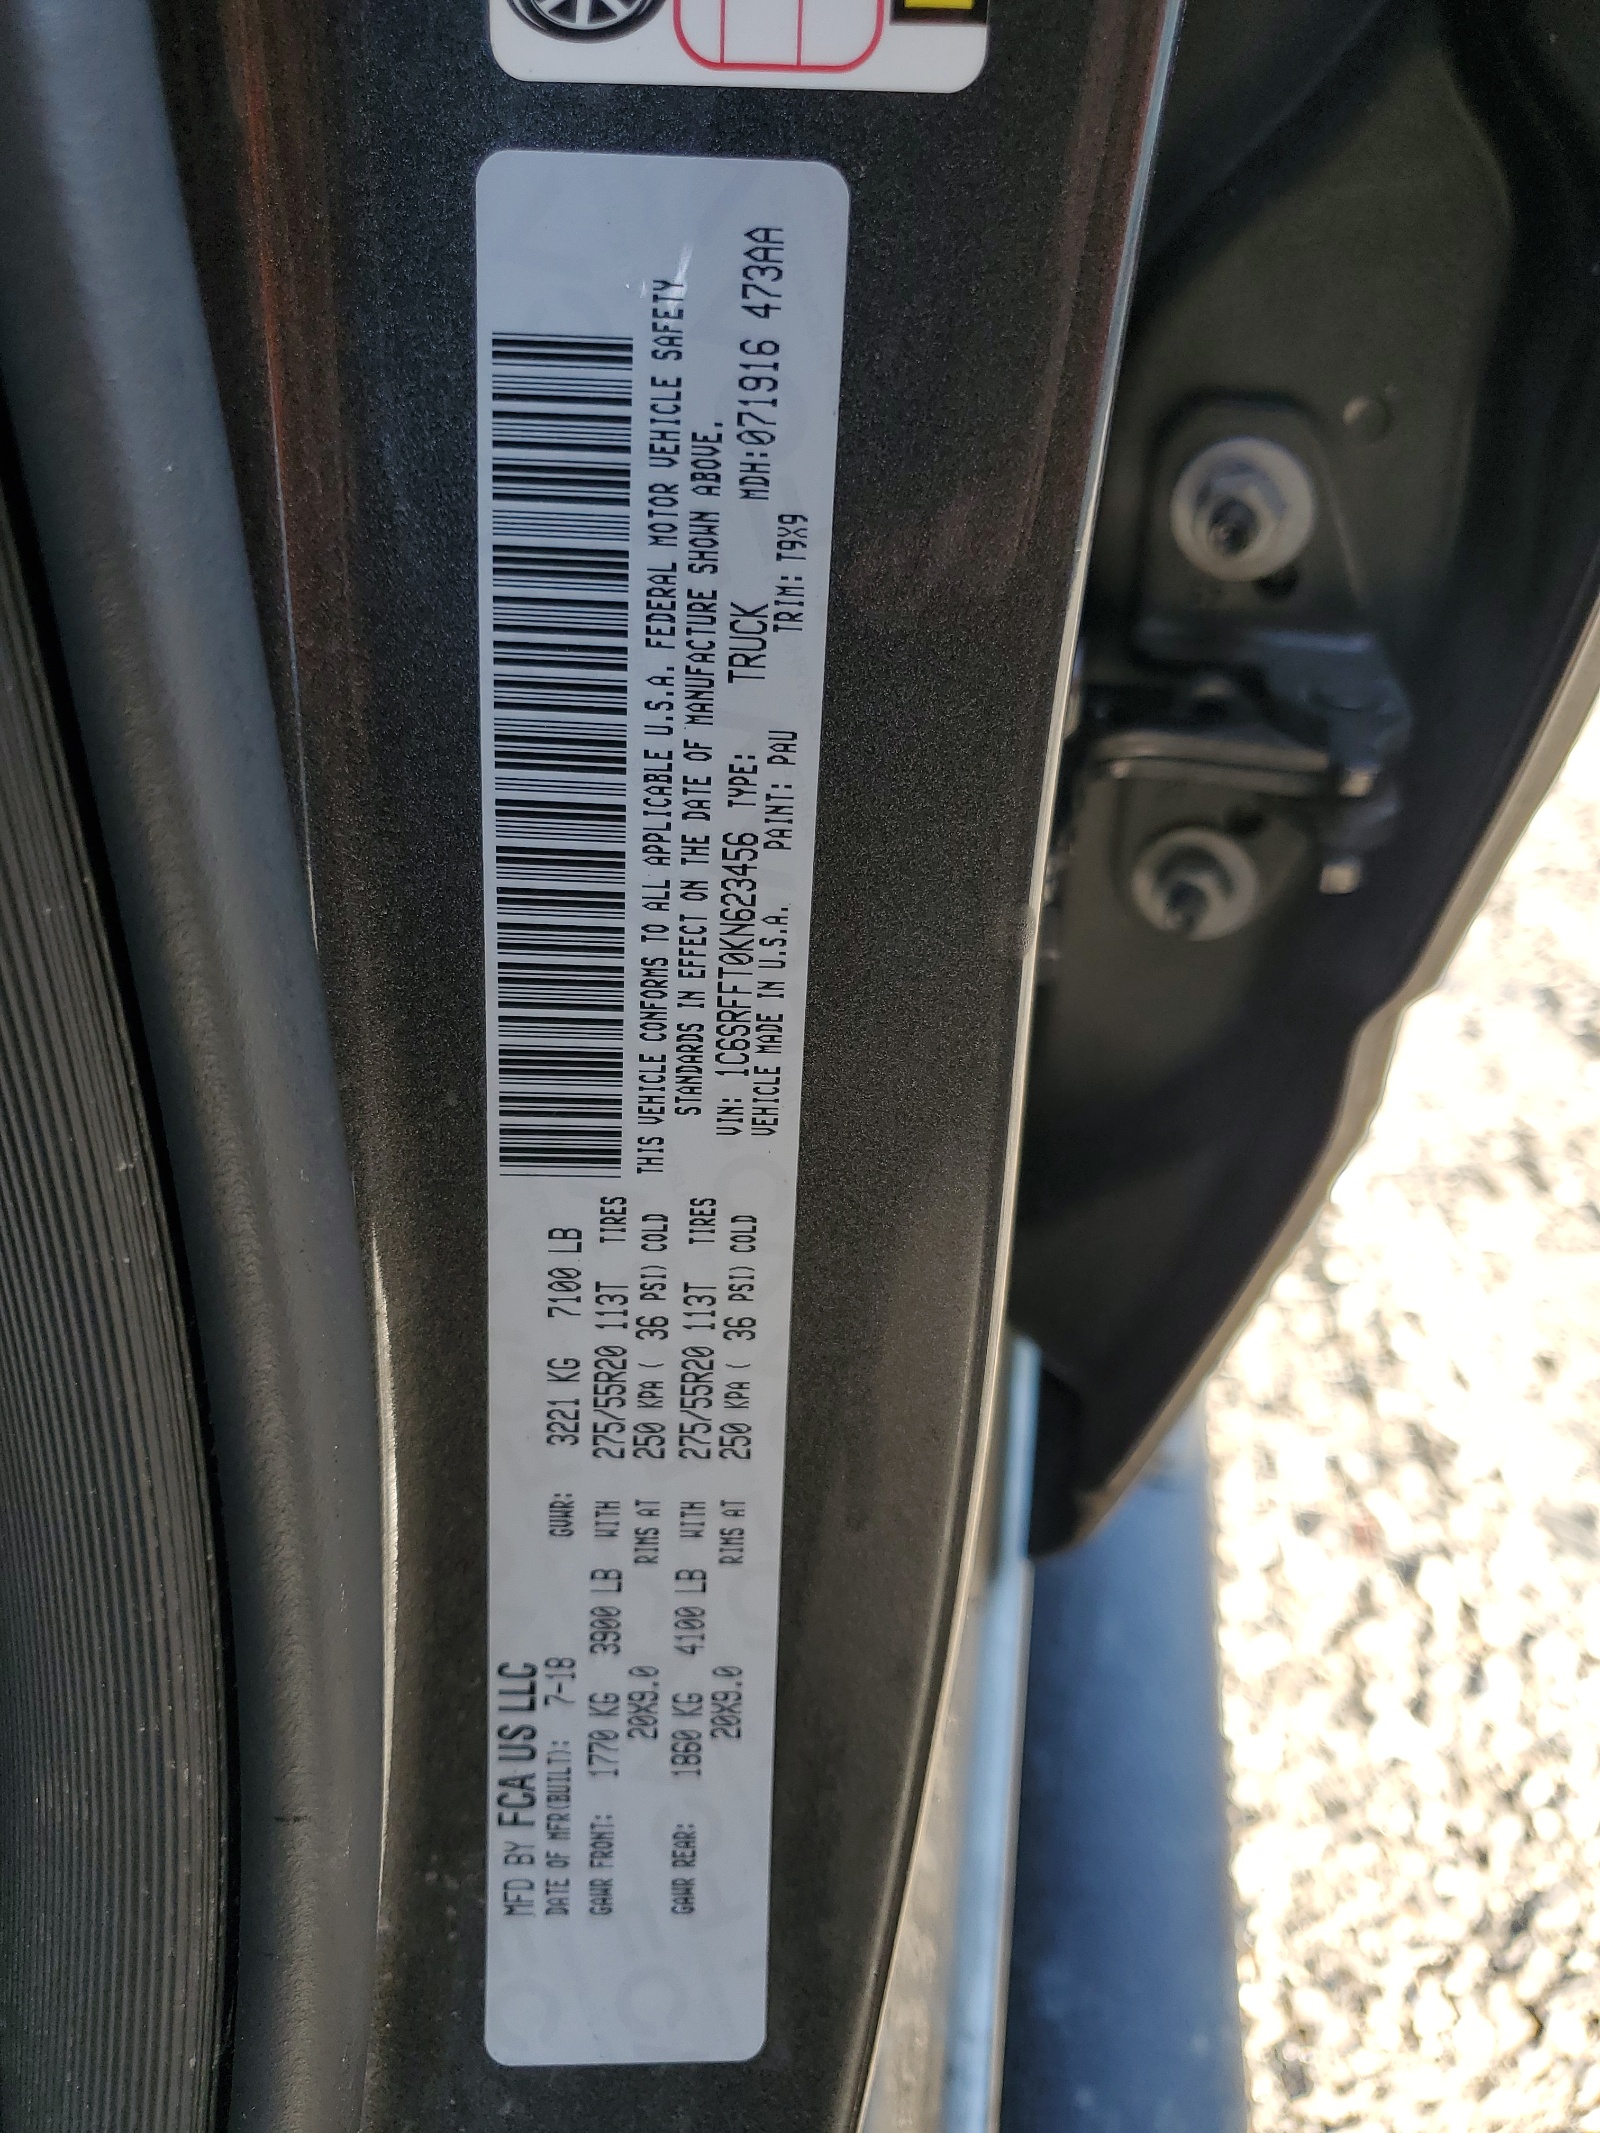 MFD BY FCA US LLC
DATE OF MFR(BUILT): 7-18 GVWR: 3221 KG 7100 LB
GAWR FRONT: 1770 KG 3900 LB WITH 275/55R20 113T TIRES
20X9.0 RIMS AT 250 KPA ( 36 PSI) COLD
GAWR REAR: 1860 KG 4100 LB WITH 275/55R20 113T TIRES
20X9.0 RIMS AT 250 KPA ( 36 PSI) COLD
THIS VEHICLE CONFORMS TO ALL APPLICABLE U.S.A. FEDERAL MOTOR VEHICLE SAFETY
STANDARDS IN EFFECT ON THE DATE OF MANUFACTURE SHOWN ABOVE.
VIN: 1C6SRFFT0KN623456 TYPE: TRUCK MDH:071916 473AA
VEHICLE MADE IN U.S.A. PAINT: PAU TRIM: T9X9